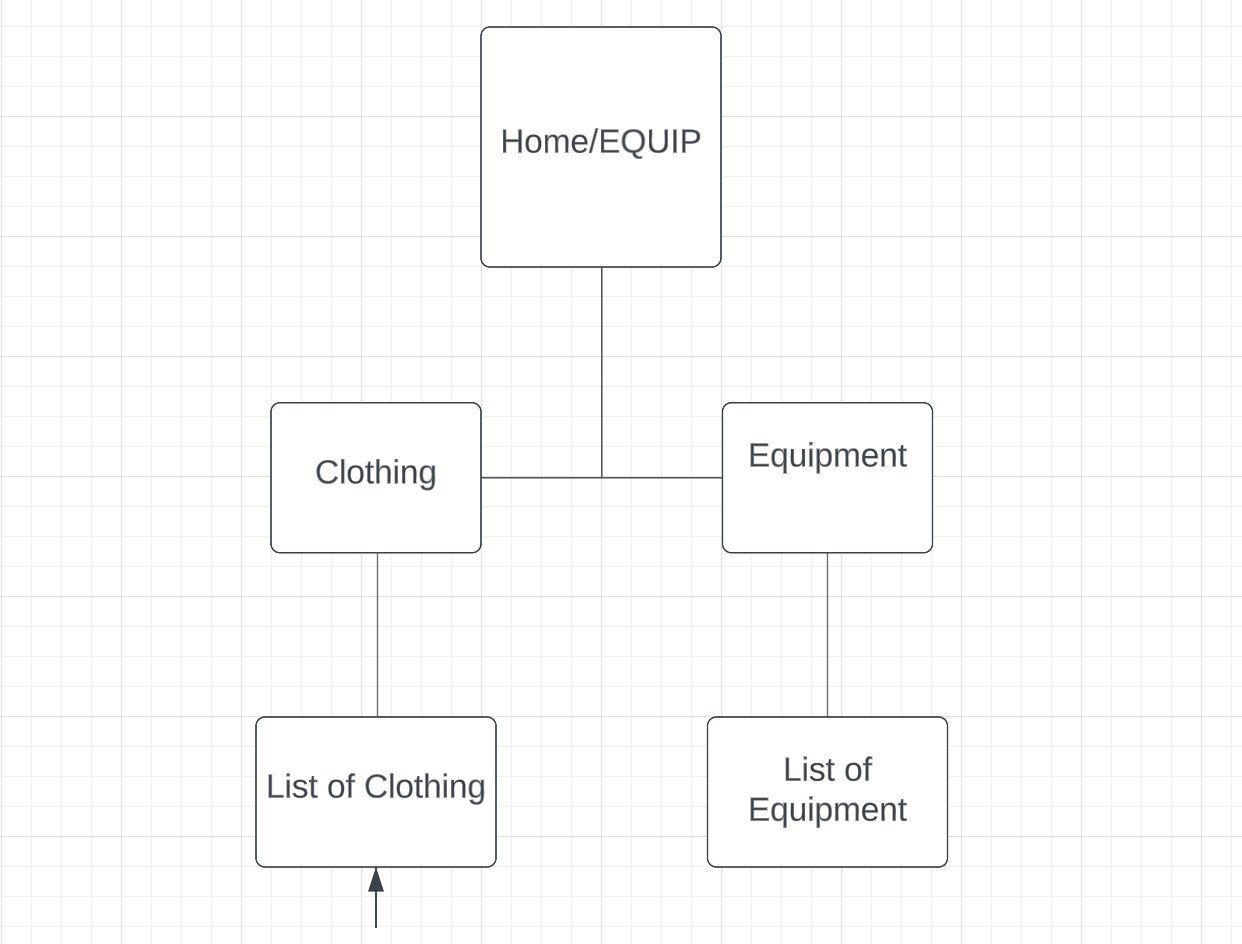 Home/EQUIP
Clothing
Equipment
List of Clothing
List of
Equipment